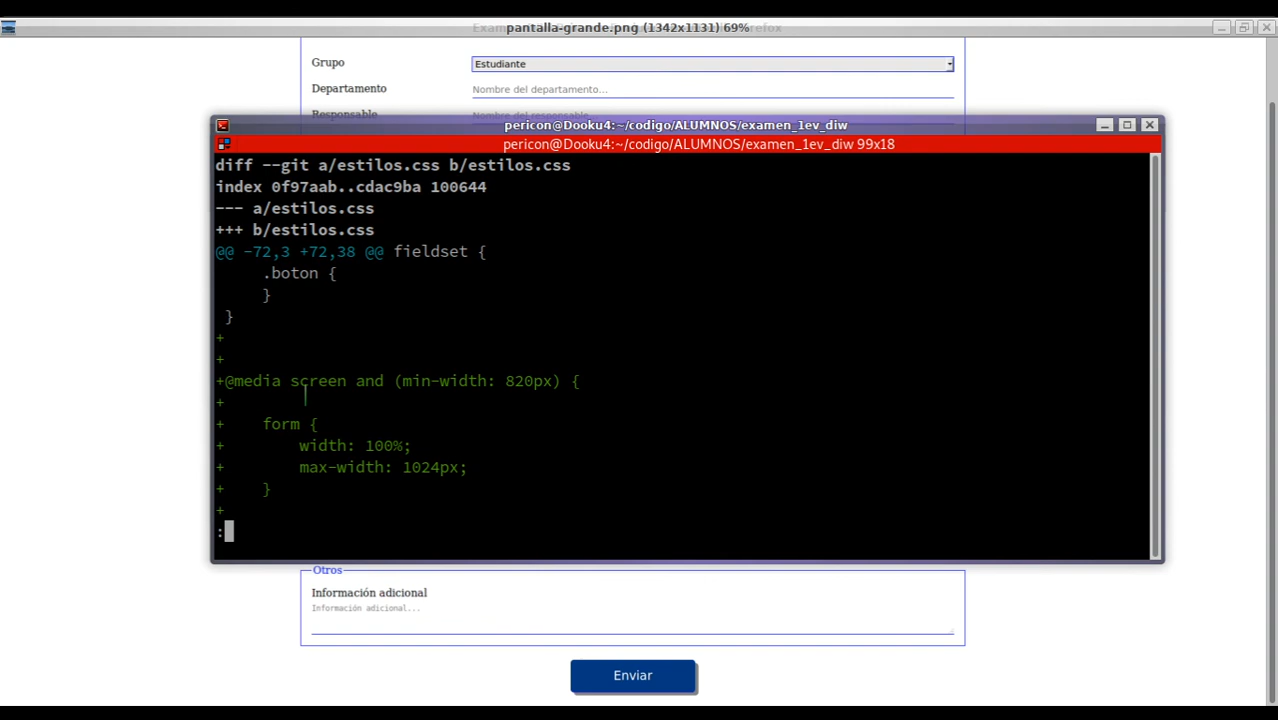 pantalla-grande.png (1342x1131) 69%
Grupo
Estudiante
Departamento
Nombre del departamento...
Responsable
pericon@Dooku4:~/codigo/ALUMNOS/examen_1ev_diw
pericon@Dooku4:~/codigo/ALUMNOS/examen_1ev_diw 99x18
diff --git a/estilos.css b/estilos.css
index 0f97aab..cdac9ba 100644
--- a/estilos.css
+++ b/estilos.css
@@ -72,3 +72,38 @@ fieldset {
.boton {
}
}
+
+
+@media screen and (min-width: 820px) {
+
+    form {
+        width: 100%;
+        max-width: 1024px;
+    }
+
:
Otros
Información adicional
Información adicional...
Enviar